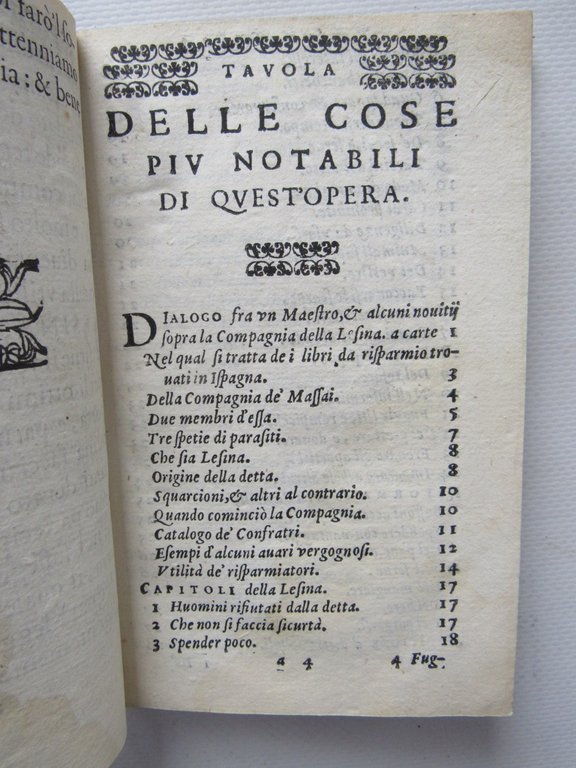 farò'l so-
ttenniamo
ia: & bene
TAVOLA
DELLE COSE
PIV NOTABILI
DI QVEST'OPERA.
DIALOGO fra vn Maestro, & alcuni nouitij
sopra la Compagnia della Lesina. a carte 1
Nel qual si tratta de i libri da risparmio tro-
uati in Ispagna. 3
Della Compagnia de' Massai. 4
Due membri d'essa. 5
Tre spetie di parasiti. 7
Che sia Lesina. 8
Origine della detta. 8
Squarcioni, & altri al contrario. 10
Quando cominciò la Compagnia. 10
Catalogo de' Confratri. 11
Esempi d'alcuni auari vergognosi. 12
Vtilità de' risparmiatori. 14
CAPITOLI della Lesina. 17
1 Huomini rifiutati dalla detta. 17
2 Che non si faccia sicurtà. 17
3 Spender poco. 18
a 4 4 Fug-